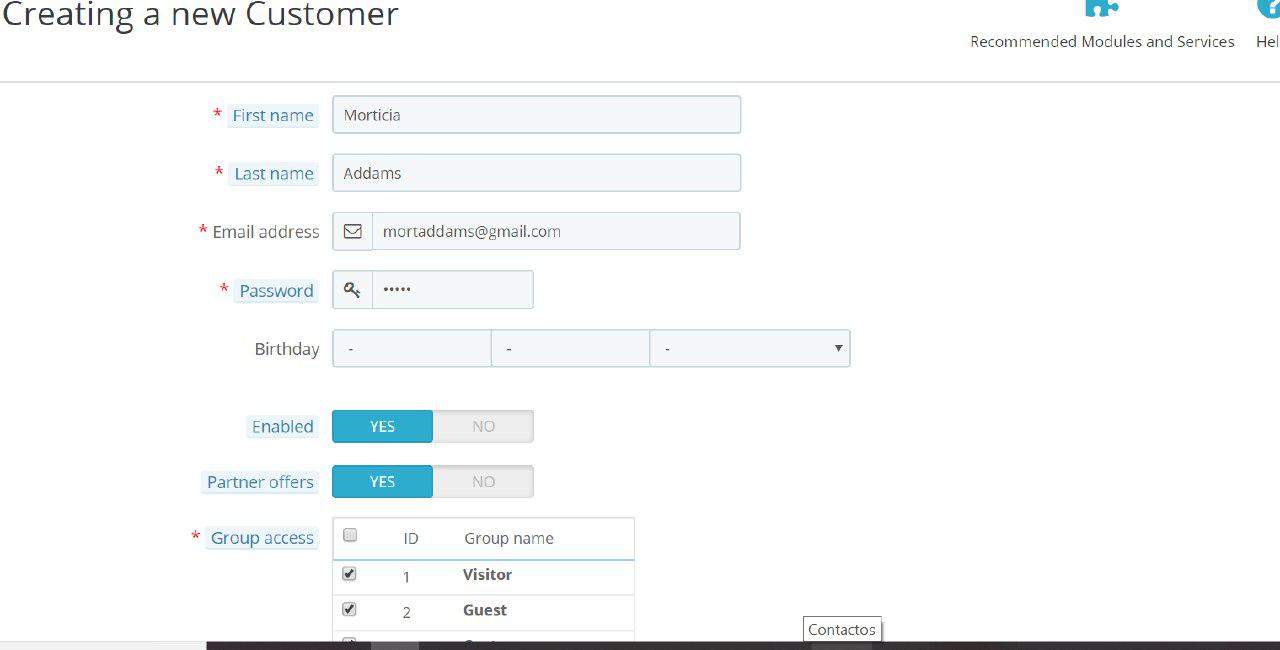 Creating a new Customer
Recommended Modules and Services
* First name Morticia
* Last name Addams
* Email address mortaddams@gmail.com
* Password •••••
Birthday - - -
Enabled YES NO
Partner offers YES NO
* Group access ID Group name
1 Visitor
2 Guest
Contactos